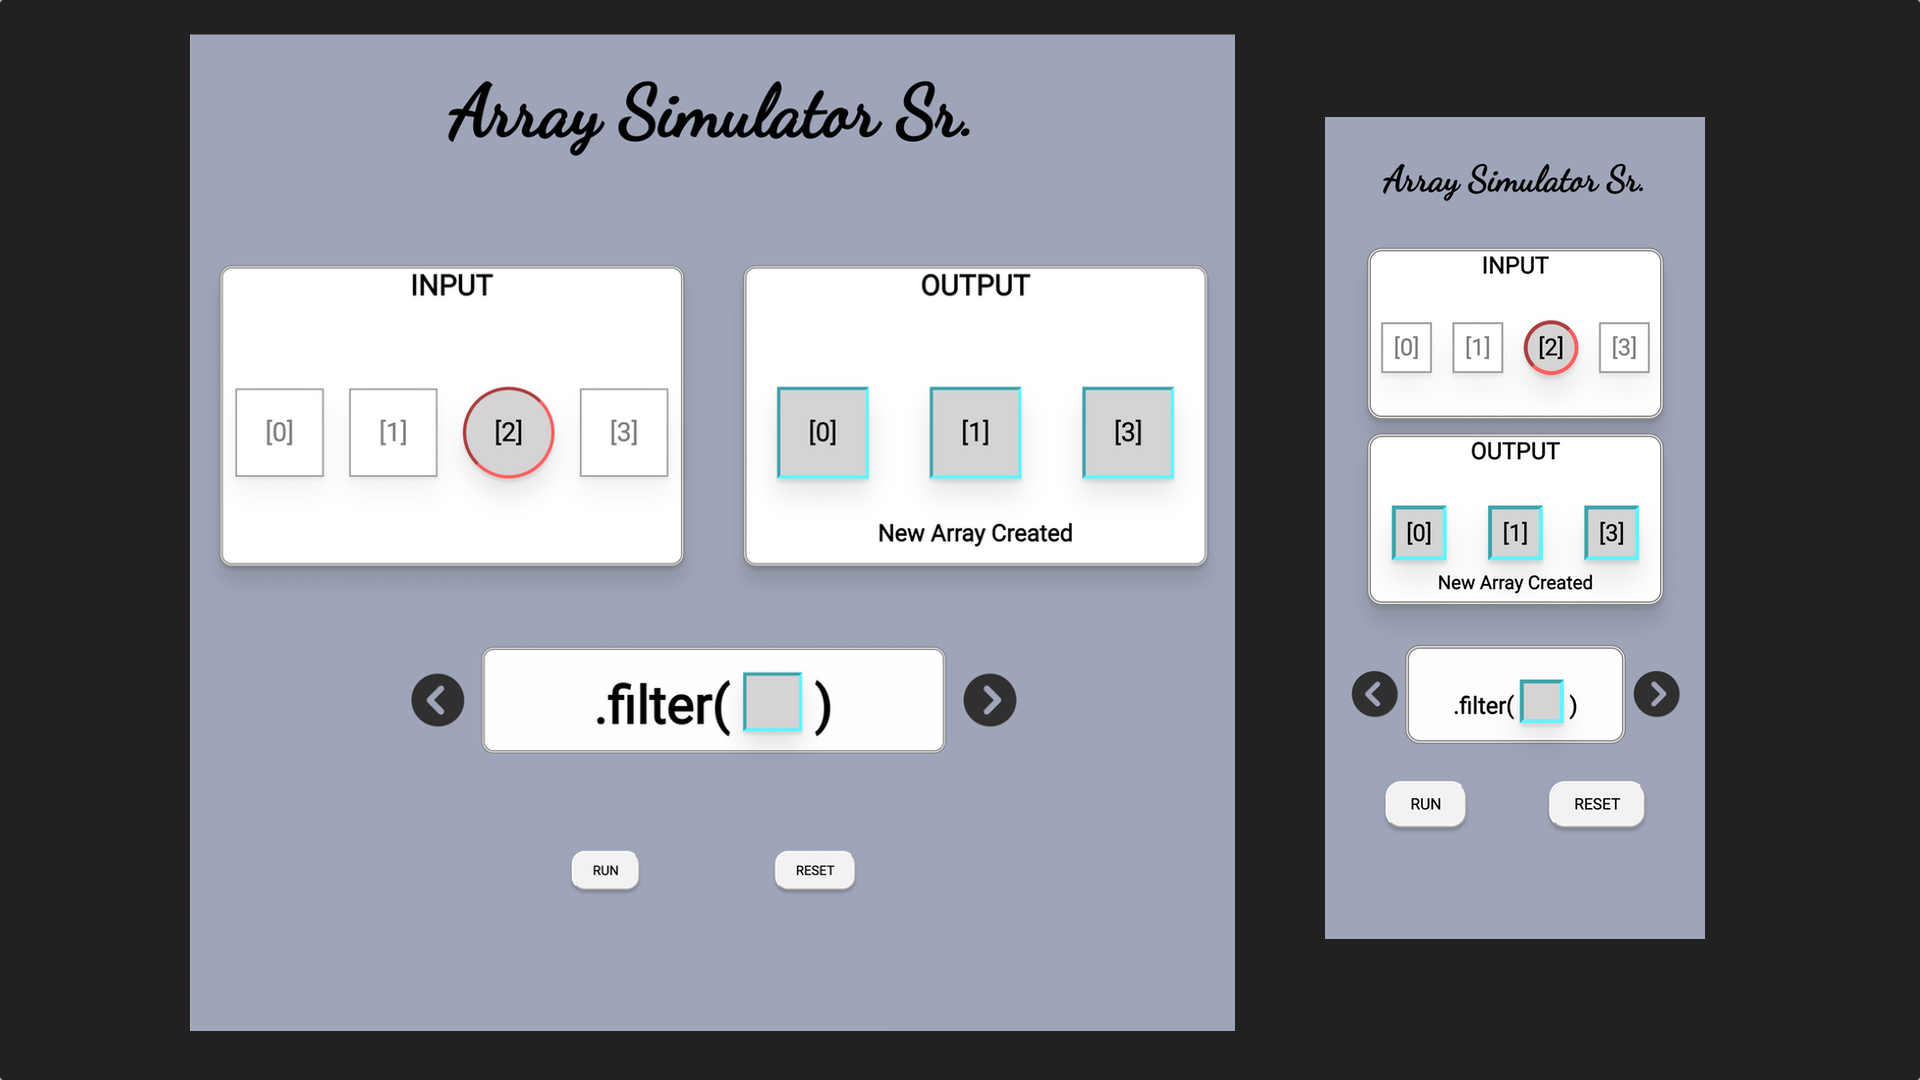 Array Simulator Sr.
INPUT
[0] [1] [2] [3]
OUTPUT
[0] [1] [3]
New Array Created
.filter( )
RUN
RESET
Array Simulator Sr.
INPUT
[0] [1] [2] [3]
OUTPUT
[0] [1] [3]
New Array Created
.filter( )
RUN
RESET